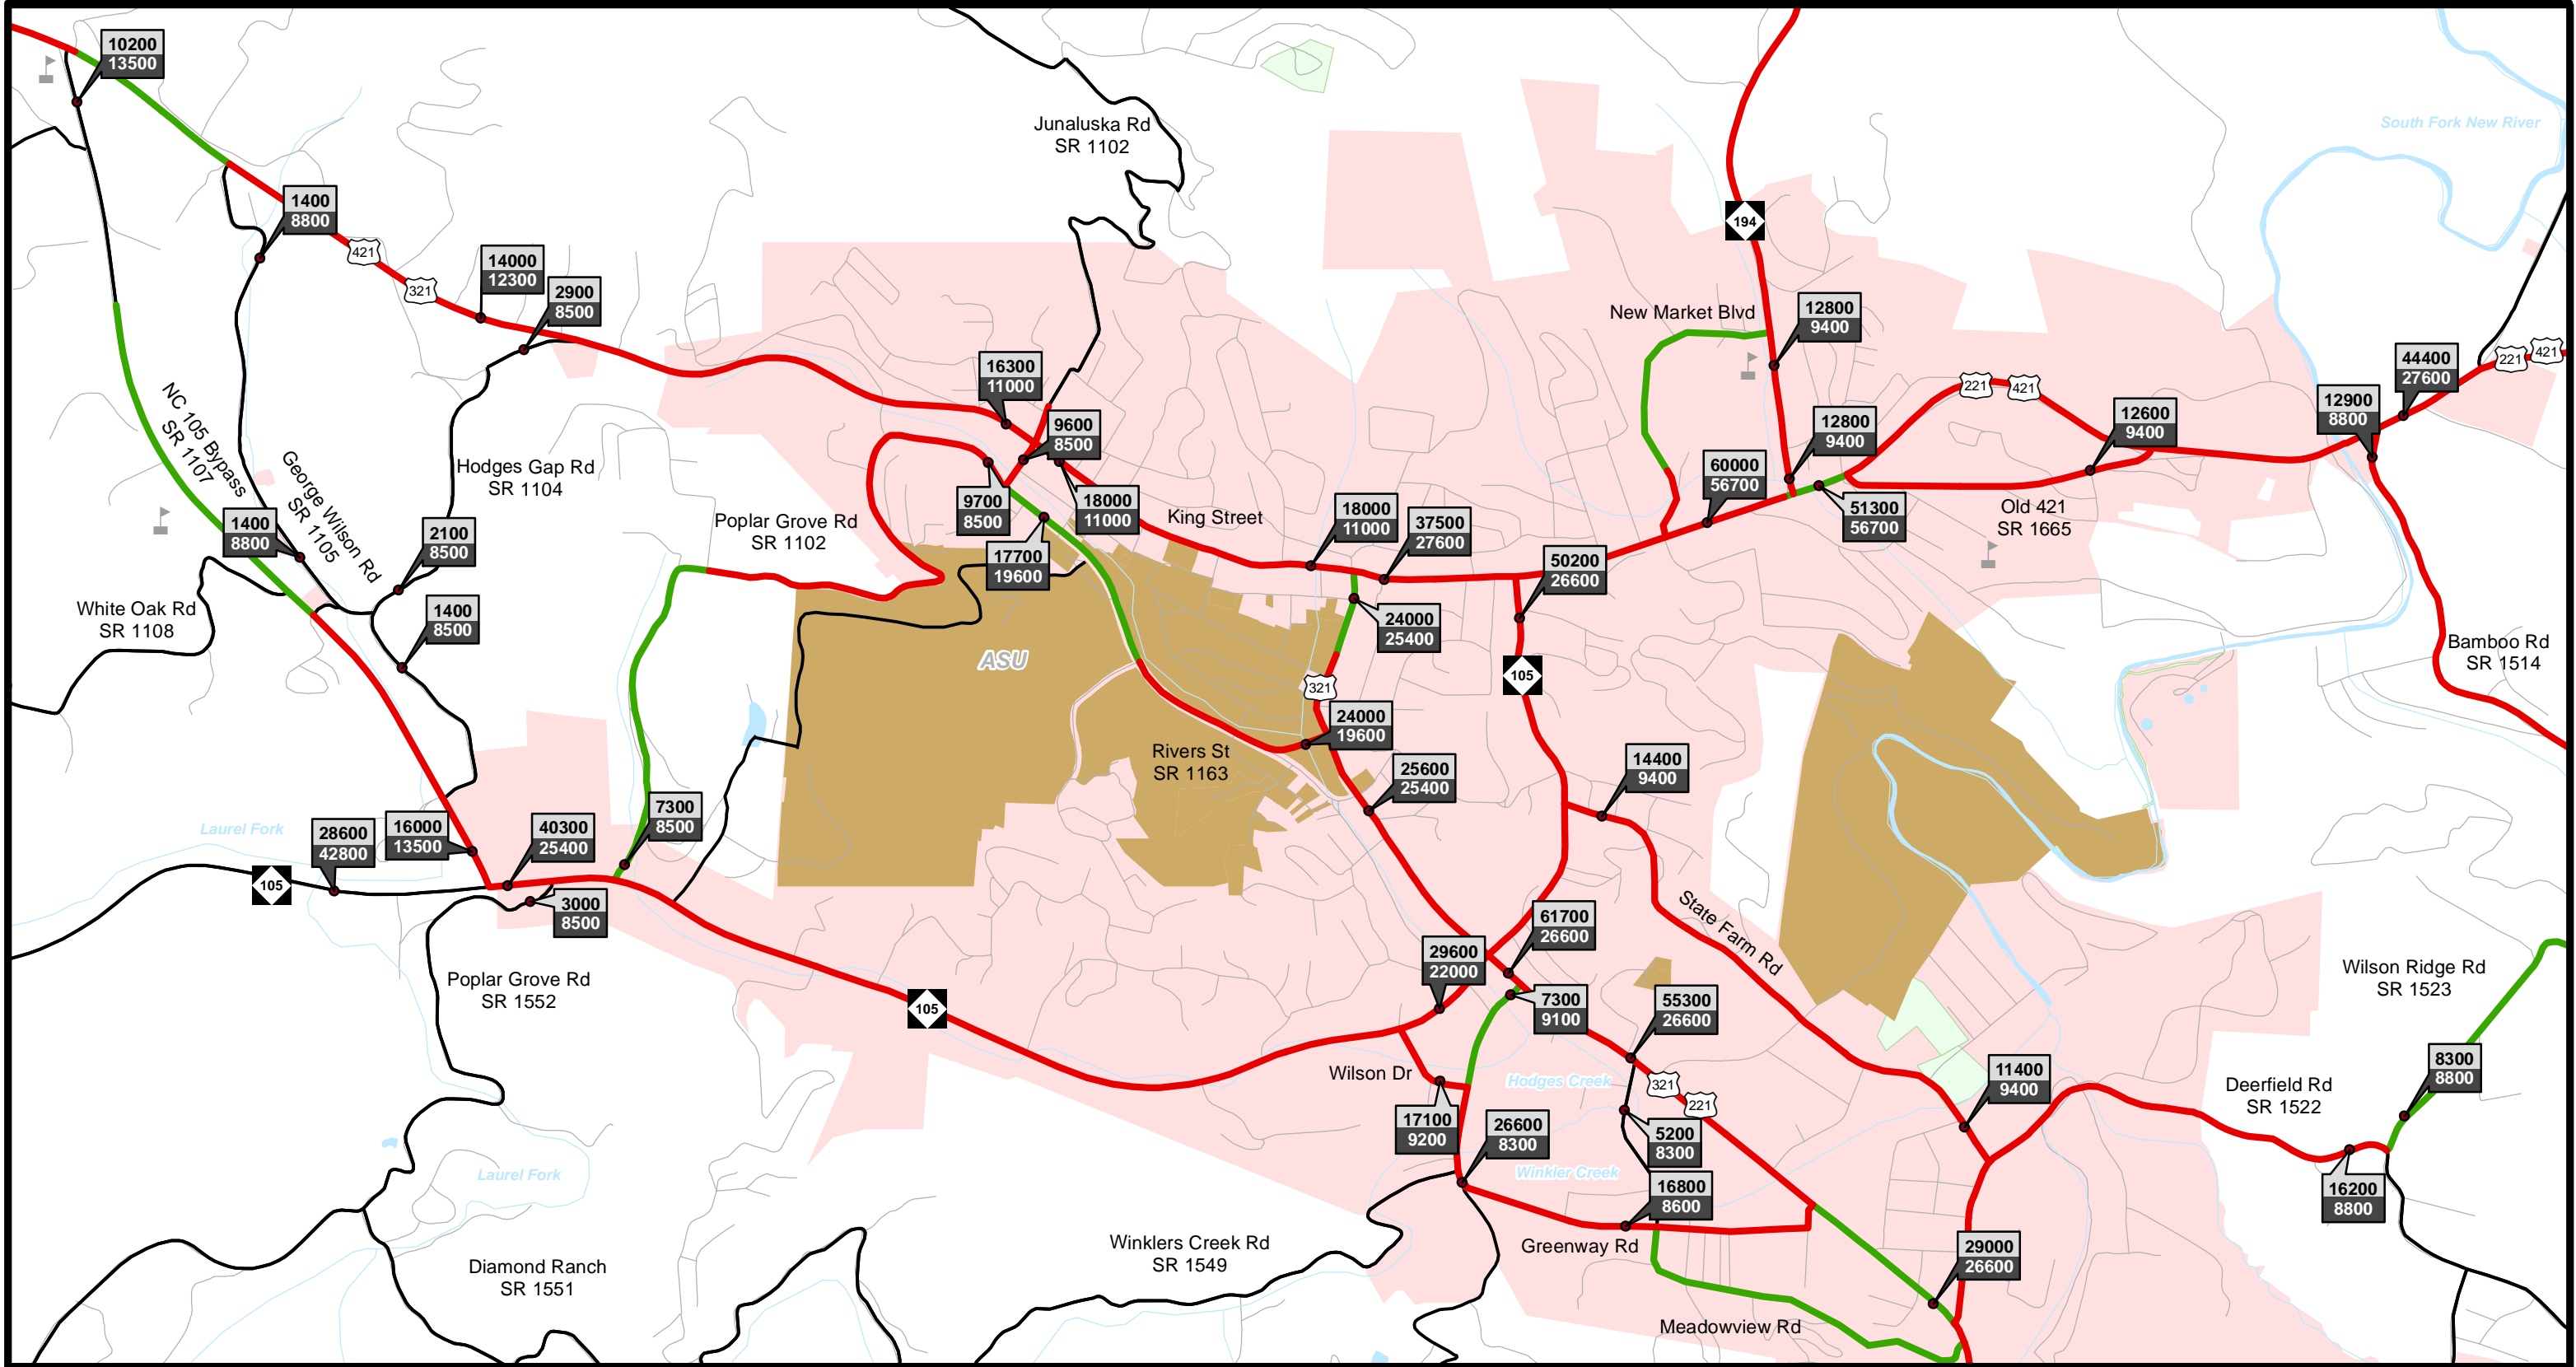 10200
13500
Junaluska Rd
SR 1102
South Fork New River
1400
8800
194
421
14000
12300
321
2900
8500
New Market Blvd
12800
9400
16300
11000
44400
27600
221
421
221
421
12900
8800
12600
9400
9600
8500
12800
9400
NC 105 Bypass
SR 1107
George Wilson Rd
SR 1105
Hodges Gap Rd
SR 1104
60000
56700
9700
8500
18000
11000
King Street
18000
11000
37500
27600
51300
56700
Old 421
SR 1665
1400
8800
2100
8500
Poplar Grove Rd
SR 1102
17700
19600
50200
26600
White Oak Rd
SR 1108
1400
8500
24000
25400
ASU
321
105
Bamboo Rd
SR 1514
24000
19600
Rivers St
SR 1163
25600
25400
14400
9400
Laurel Fork
28600
42800
16000
13500
40300
25400
7300
8500
105
3000
8500
State Farm Rd
61700
26600
29600
22000
Poplar Grove Rd
SR 1552
105
7300
9100
55300
26600
Wilson Ridge Rd
SR 1523
Wilson Dr
Hodges Creek
321
221
11400
9400
Deerfield Rd
SR 1522
8300
8800
17100
9200
26600
8300
5200
8300
Laurel Fork
Winkler Creek
16800
8600
16200
8800
Winklers Creek Rd
SR 1549
Greenway Rd
29000
26600
Diamond Ranch
SR 1551
Meadowview Rd